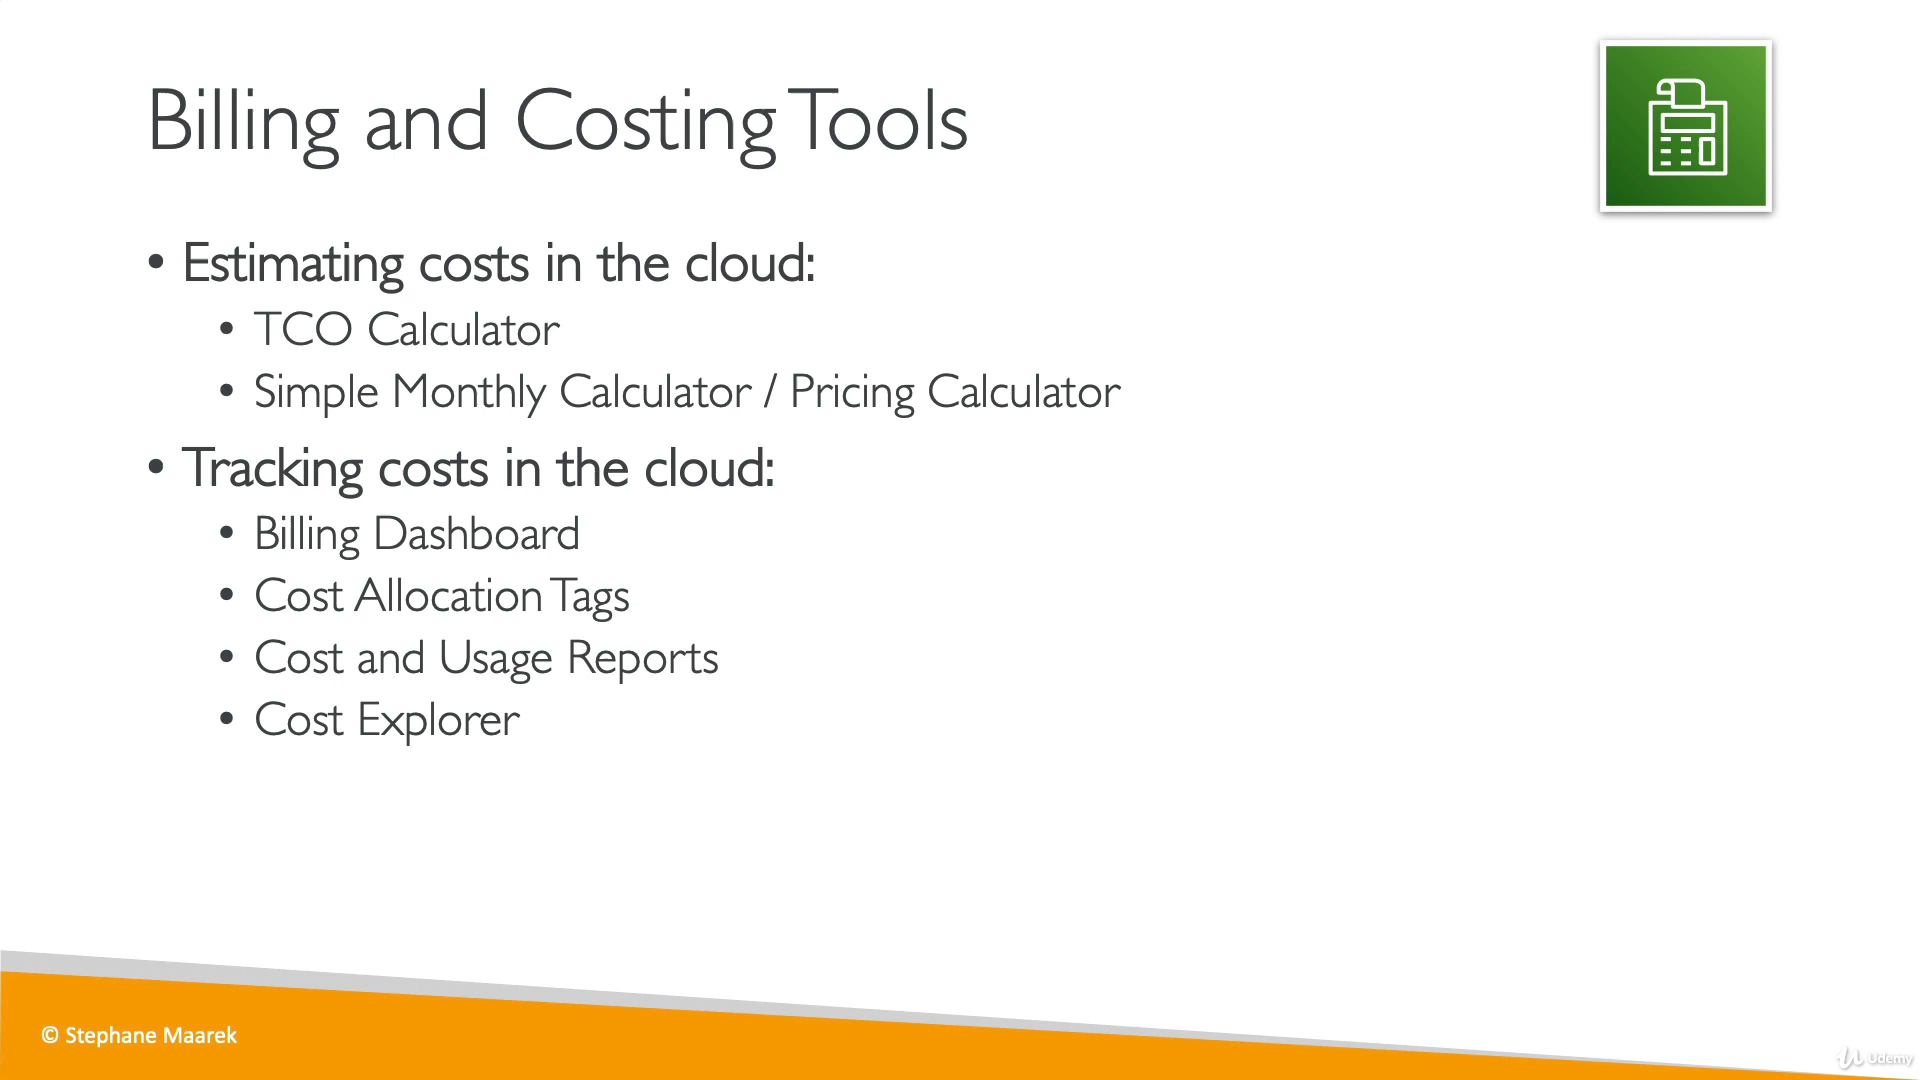 Billing and Costing Tools
• Estimating costs in the cloud:
• TCO Calculator
• Simple Monthly Calculator / Pricing Calculator
• Tracking costs in the cloud:
• Billing Dashboard
• Cost Allocation Tags
• Cost and Usage Reports
• Cost Explorer
© Stephane Maarek
Udemy